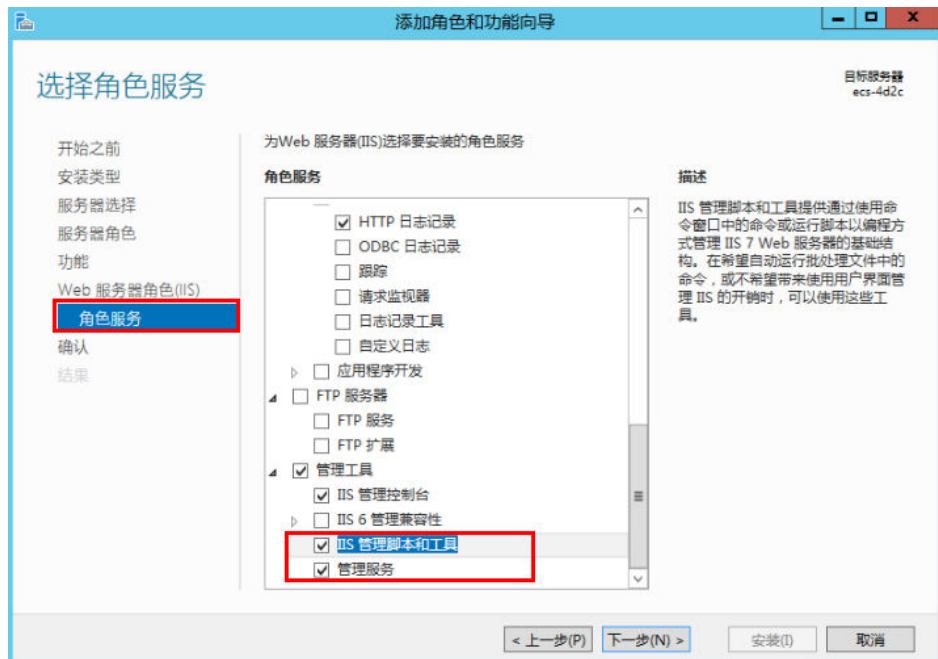 添加角色和功能向导
选择角色服务
目标服务器
ecs-4d2c
开始之前
安装类型
服务器选择
服务器角色
功能
Web 服务器角色(IIS)
角色服务
确认
结果
为Web 服务器(IIS)选择要安装的角色服务
角色服务
HTTP 日志记录
ODBC 日志记录
跟踪
请求监视器
日志记录工具
自定义日志
应用程序开发
FTP 服务器
FTP 服务
FTP 扩展
管理工具
IIS 管理控制台
IIS 6 管理兼容性
IIS 管理脚本和工具
管理服务
描述
IIS 管理脚本和工具提供通过使用命
令窗口中的命令或运行脚本以编程方
式管理 IIS 7 Web 服务器的基础结
构。在希望自动运行批处理文件中的
命令，或不希望带来使用用户界面管
理 IIS 的开销时，可以使用这些工
具。
< 上一步(P)
下一步(N) >
安装(I)
取消